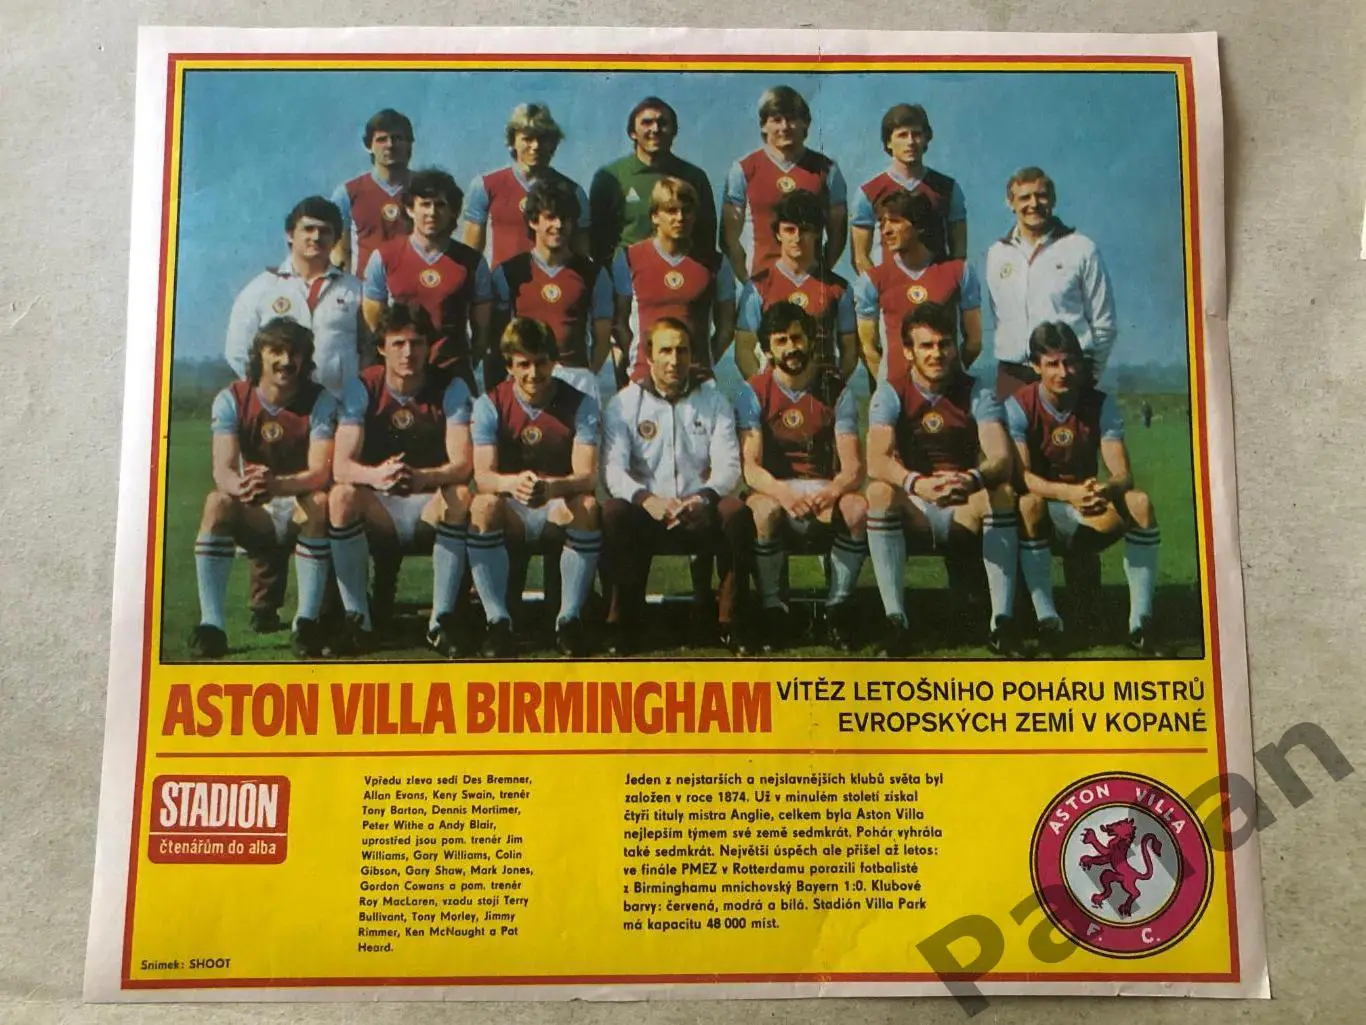 ASTON VILLA BIRMINGHAM
VÍTĚZ LETOŠNÍHO POHÁRU MISTRŮ
EVROPSKÝCH ZEMÍ V KOPANÉ
STADIÓN
čtenářům do alba
Vpředu zleva sedí Des Bremner,
Allan Evans, Keny Swain, trenér
Tony Barton, Dennis Mortimer,
Peter Withe a Andy Blair,
uprostřed jsou pom. trenér Jim
Williams, Gary Williams, Colin
Gibson, Gary Shaw, Mark Jones,
Gordon Cowans a pom. trenér
Roy MacLaren, vzadu stojí Terry
Bullivant, Tony Morley, Jimmy
Rimmer, Ken McNaught a Pat
Heard.
Jeden z nejstarších a nejslavnějších klubů světa byl
založen v roce 1874. Už v minulém století získal
čtyři tituly mistra Anglie, celkem byla Aston Villa
nejlepším týmem své země sedmkrát. Pohár vyhrála
také sedmkrát. Největší úspěch ale přišel až letos:
ve finále PMEZ v Rotterdamu porazili fotbalisté
z Birminghamu mnichovský Bayern 1:0. Klubové
barvy: červená, modrá a bílá. Stadión Villa Park
má kapacitu 48 000 míst.
ASTON VILLA
F. C.
Snímek: SHOOT